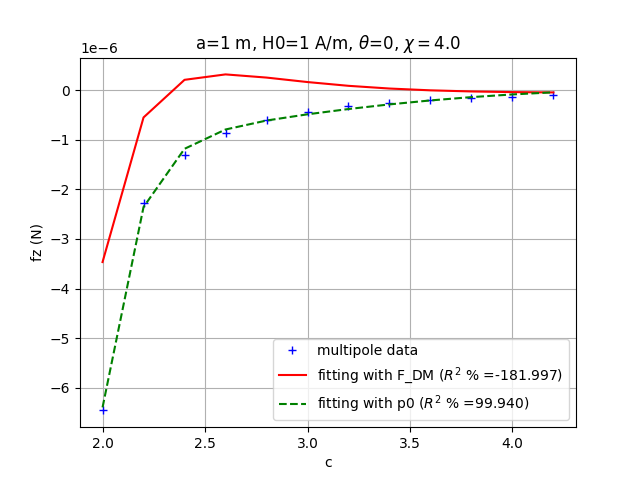 a=1 m, H0=1 A/m, θ=0, χ = 4.0
1e−6
0
−1
−2
−3
−4
−5
−6
fz (N)
2.0 2.5 3.0 3.5 4.0
c
multipole data
fitting with F_DM (R² % =-181.997)
fitting with p0 (R² % =99.940)